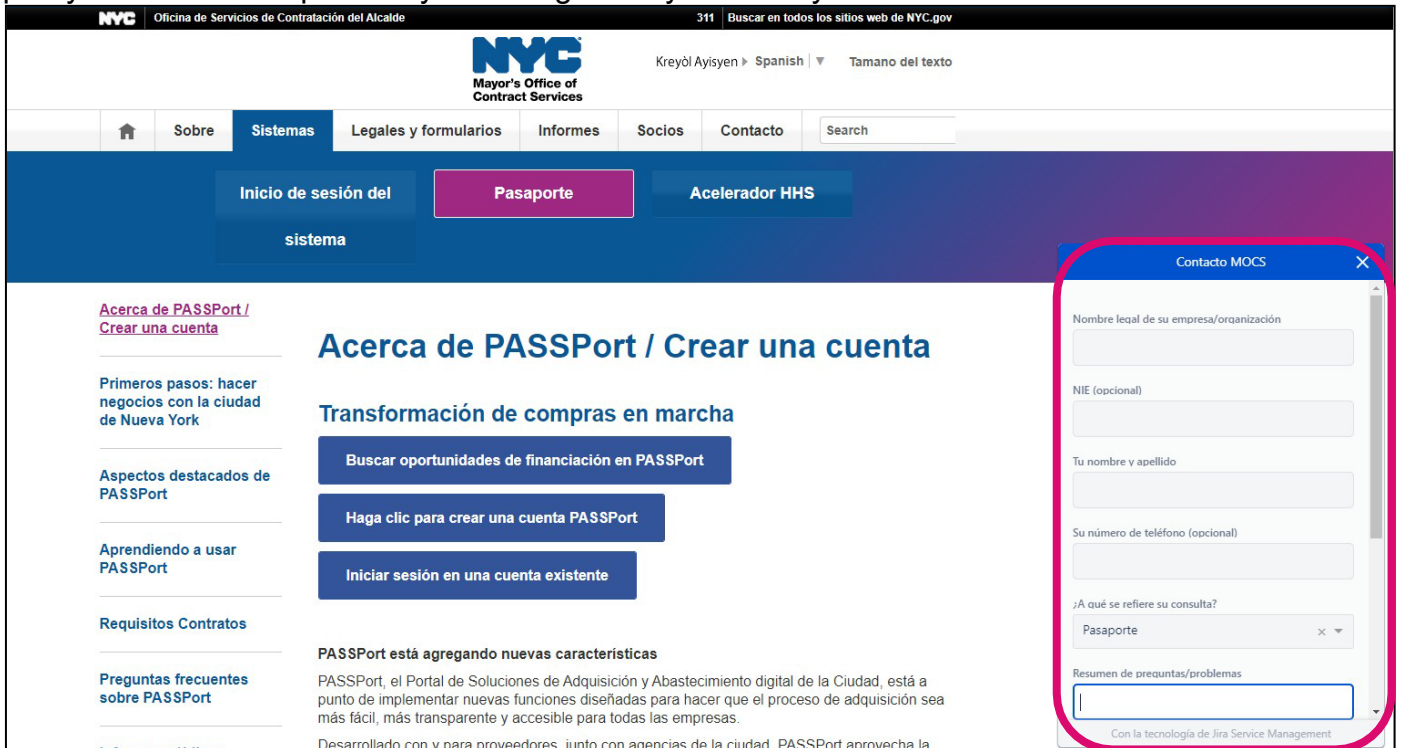 NYC Oficina de Servicios de Contratación del Alcalde
311 Buscar en todos los sitios web de NYC.gov
NYC
Mayor's Office of
Contract Services
Kreyòl Ayisyen Spanish Tamano del texto
Sobre Sistemas Legales y formularios Informes Socios Contacto Search
Inicio de sesión del
sistema
Pasaporte
Acelerador HHS
Acerca de PASSPort /
Crear una cuenta
Primeros pasos: hacer
negocios con la ciudad
de Nueva York
Aspectos destacados de
PASSPort
Aprendiendo a usar
PASSPort
Requisitos Contratos
Preguntas frecuentes
sobre PASSPort
Acerca de PASSPort / Crear una cuenta
Transformación de compras en marcha
Buscar oportunidades de financiación en PASSPort
Haga clic para crear una cuenta PASSPort
Iniciar sesión en una cuenta existente
PASSPort está agregando nuevas características
PASSPort, el Portal de Soluciones de Adquisición y Abastecimiento digital de la Ciudad, está a
punto de implementar nuevas funciones diseñadas para hacer que el proceso de adquisición sea
más fácil, más transparente y accesible para todas las empresas.
Desarrollado con y para proveedores, junto con agencias de la ciudad, PASSPort aprovecha la
Contacto MOCS
Nombre legal de su empresa/organización
NIE (opcional)
Tu nombre y apellido
Su número de teléfono (opcional)
¿A qué se refiere su consulta?
Pasaporte
Resumen de preguntas/problemas
Con la tecnología de Jira Service Management